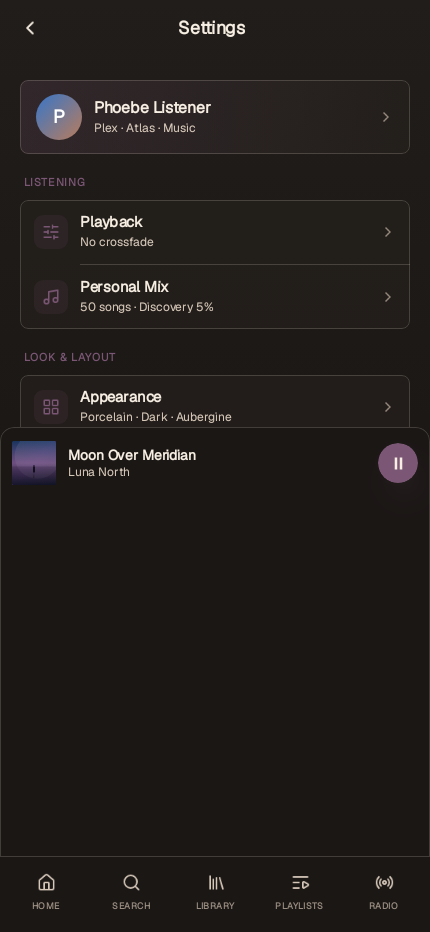 Settings
P
Phoebe Listener
Plex · Atlas · Music
LISTENING
Playback
No crossfade
Personal Mix
50 songs · Discovery 5%
LOOK & LAYOUT
Appearance
Porcelain · Dark · Aubergine
Moon Over Meridian
Luna North
HOME
SEARCH
LIBRARY
PLAYLISTS
RADIO